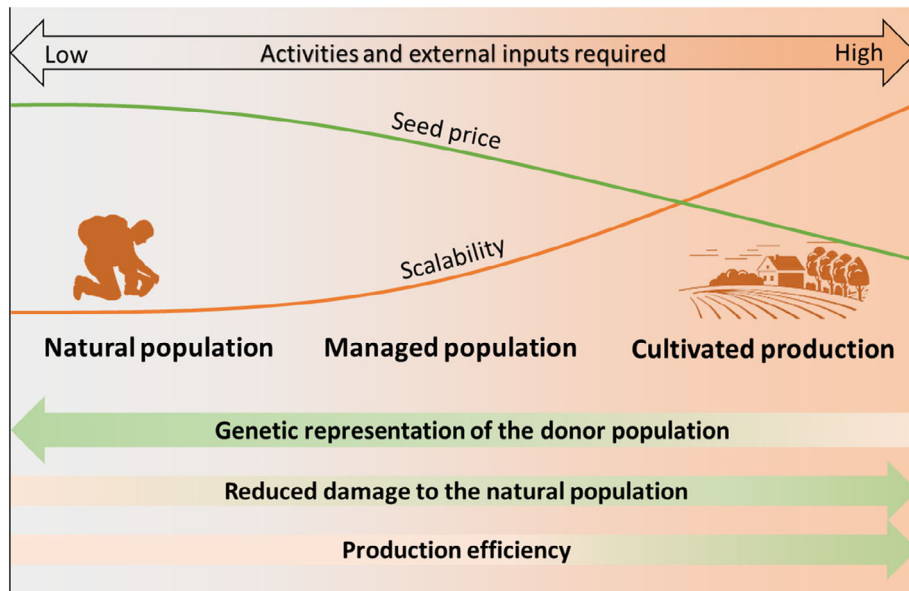 Activities and external inputs required
Low
High
Seed price
Scalability
Natural population
Managed population
Cultivated production
Genetic representation of the donor population
Reduced damage to the natural population
Production efficiency